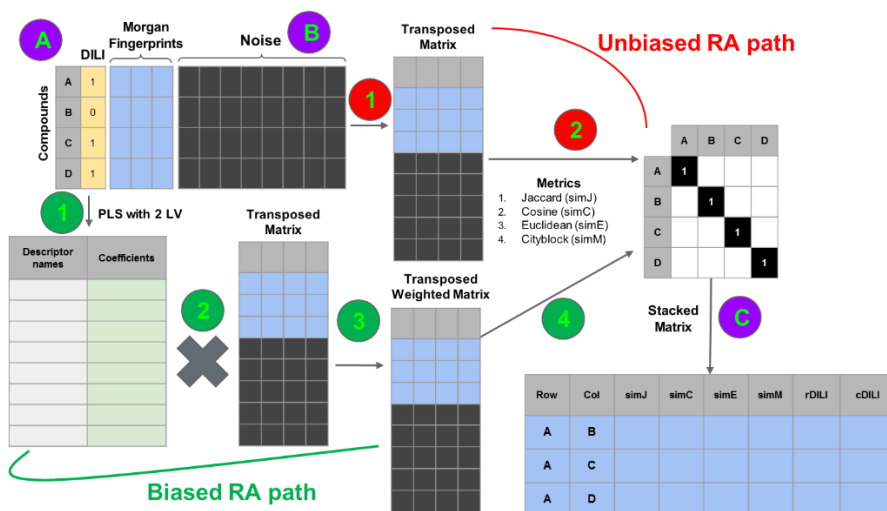 A
DILI
Morgan
Fingerprints
Noise
B
Transposed
Matrix
Unbiased RA path
Compounds
A 1
B 0
C 1
D 1
1
2
Metrics
1. Jaccard (simJ)
2. Cosine (simC)
3. Euclidean (simE)
4. Cityblock (simM)
A B C D
A 1
B 1
C 1
D 1
1
PLS with 2 LV
Descriptor
names
Coefficients
2
Transposed
Matrix
3
Transposed
Weighted Matrix
4
Stacked
Matrix
C
Row Col simJ simC simE simM rDILI cDILI
A B
A C
A D
Biased RA path